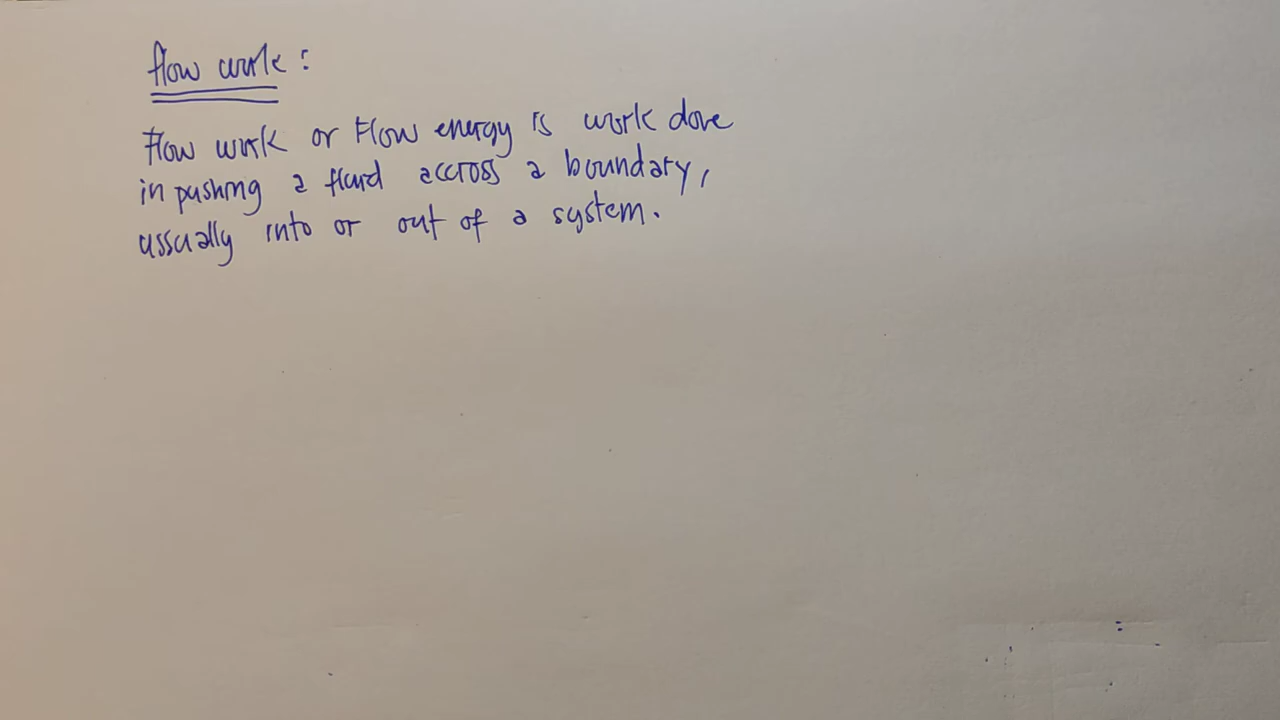 flow work :
Flow work or Flow energy is work done
in pushing a fluid accross a boundary,
ussually into or out of a system.